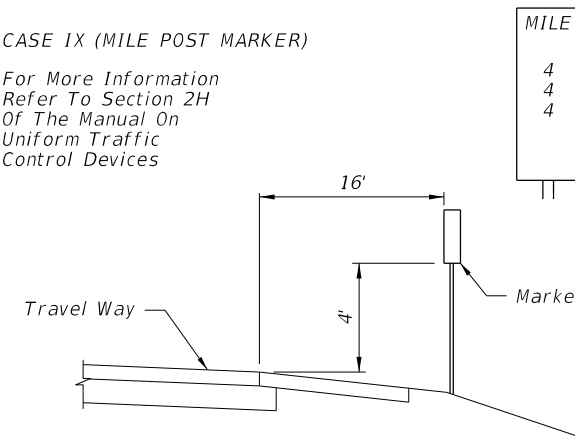 CASE IX (MILE POST MARKER)
For More Information
Refer To Section 2H
Of The Manual On
Uniform Traffic
Control Devices
MILE
4
4
4
16'
4'
Travel Way
Marke